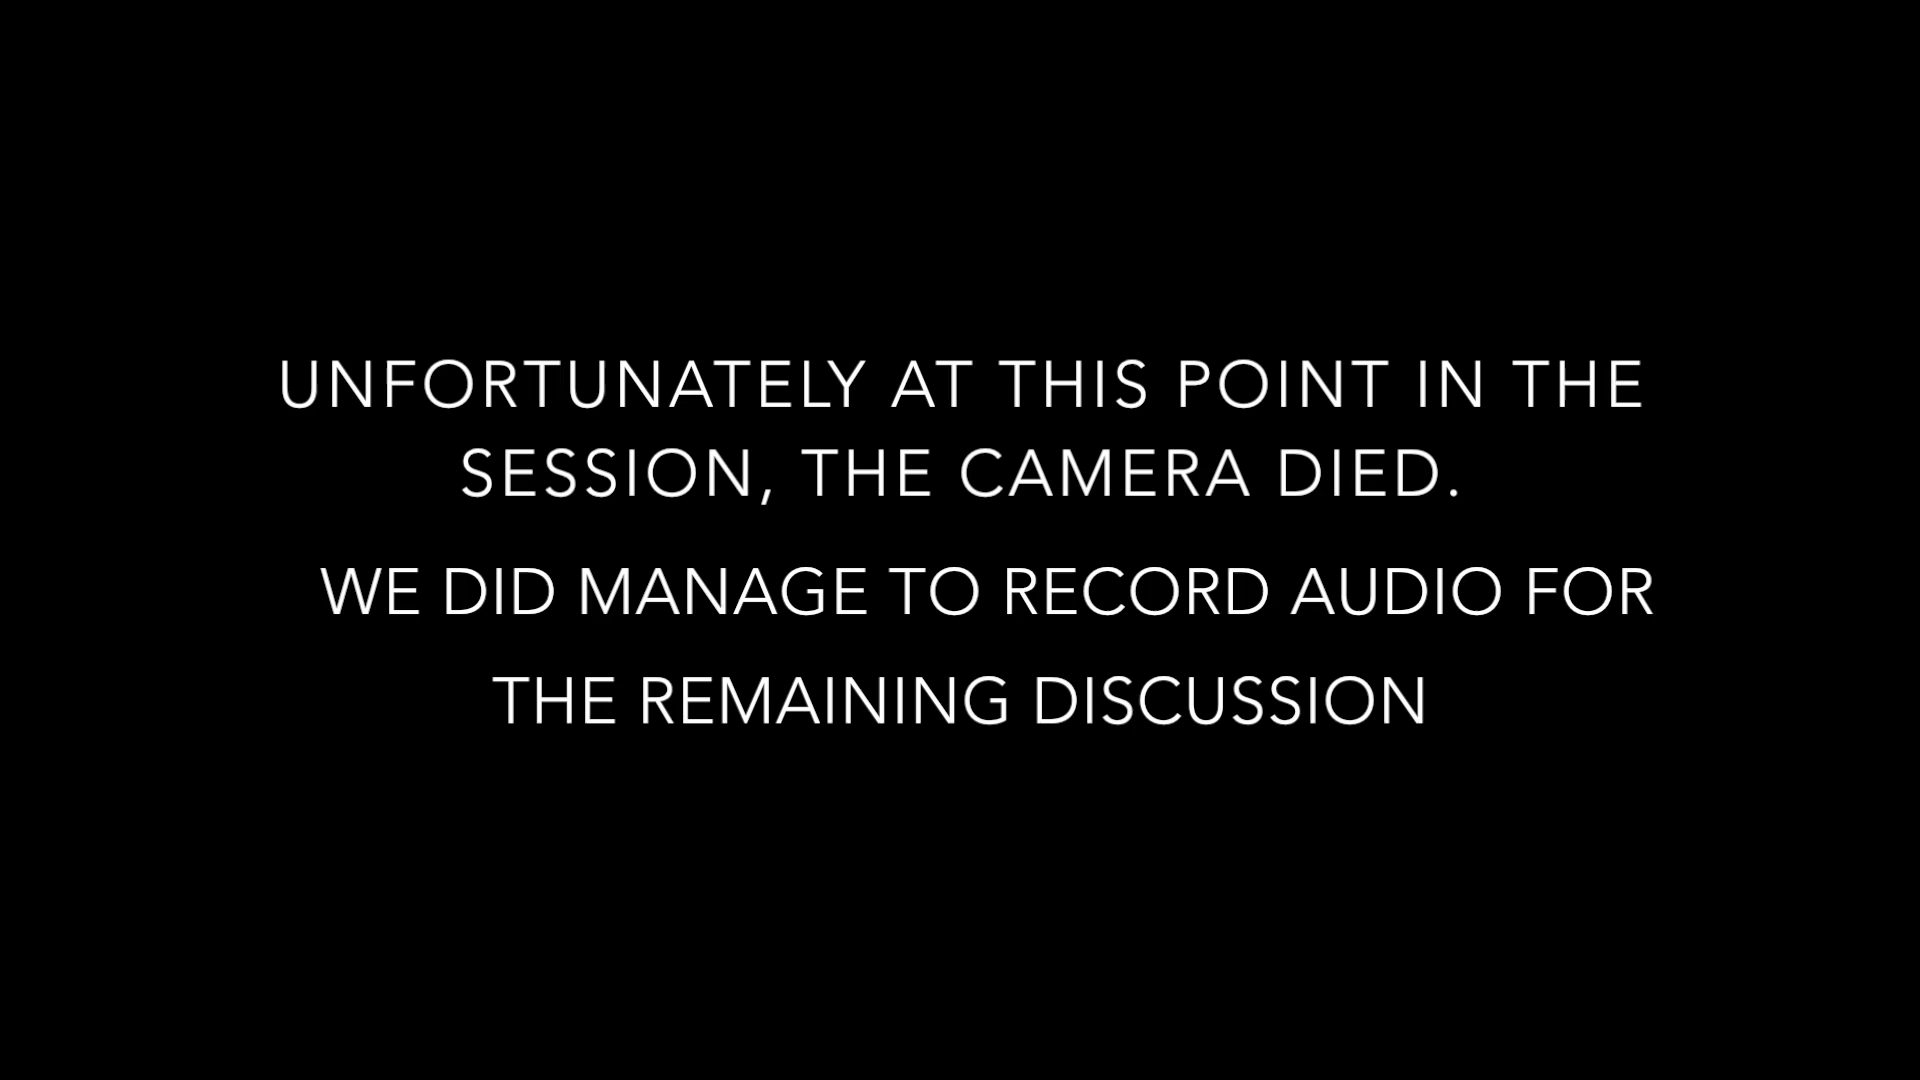 UNFORTUNATELY AT THIS POINT IN THE
SESSION, THE CAMERA DIED.
WE DID MANAGE TO RECORD AUDIO FOR
THE REMAINING DISCUSSION